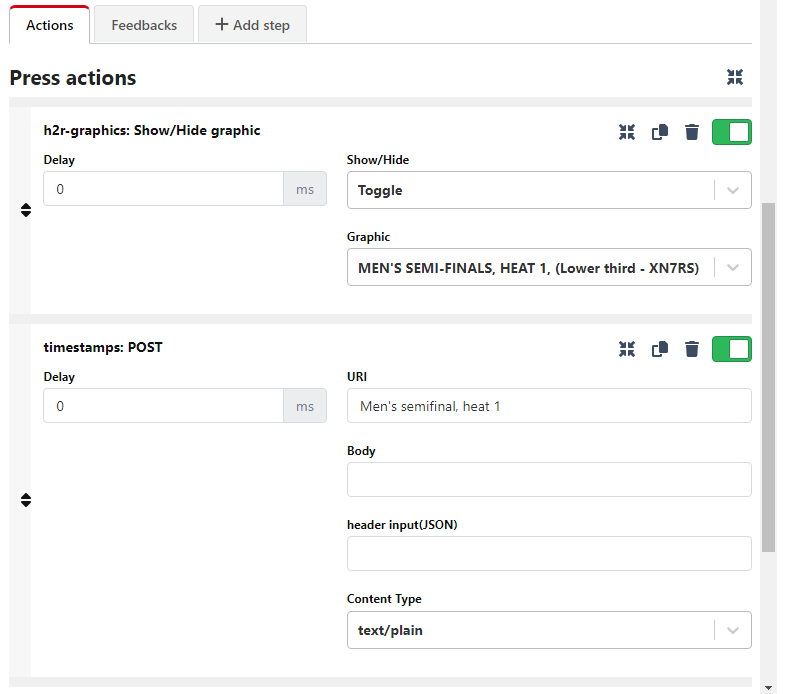 Actions
Feedbacks
+ Add step
Press actions
h2r-graphics: Show/Hide graphic
Delay
Show/Hide
0 ms
Toggle
Graphic
MEN'S SEMI-FINALS, HEAT 1, (Lower third - XN7RS)
timestamps: POST
Delay
URI
0 ms
Men's semifinal, heat 1
Body
header input(JSON)
Content Type
text/plain